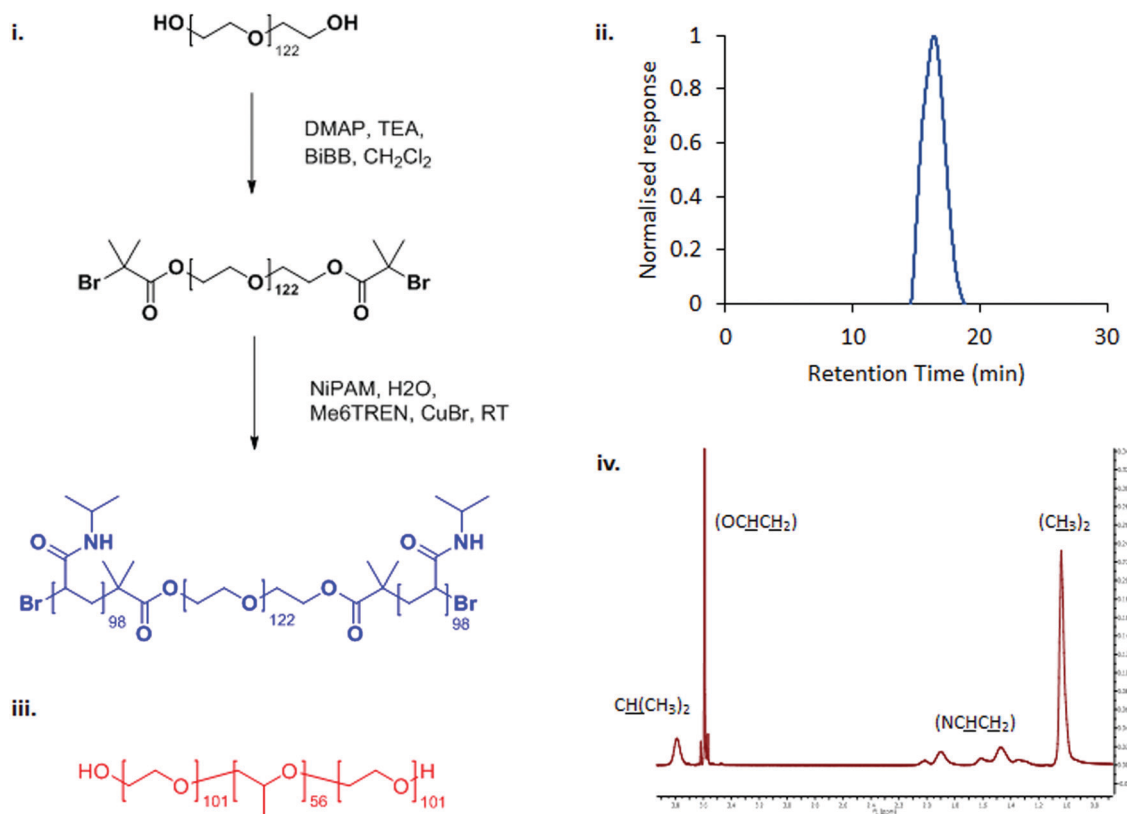 i.
HO
O
OH
122
DMAP, TEA,
BiBB, CH₂Cl₂
Br
O
O
O
122
O
O
Br
NiPAM, H2O,
Me6TREN, CuBr, RT
O
NH
Br
98
O
O
O
122
O
O
O
NH
Br
98
ii.
Normalised response
1
0.8
0.6
0.4
0.2
0
0
10
20
30
Retention Time (min)
iii.
HO
O
101
O
56
OH
101
iv.
(OCHCH₂)
(CH₃)₂
CH(CH₃)₂
(NCHCH₂)